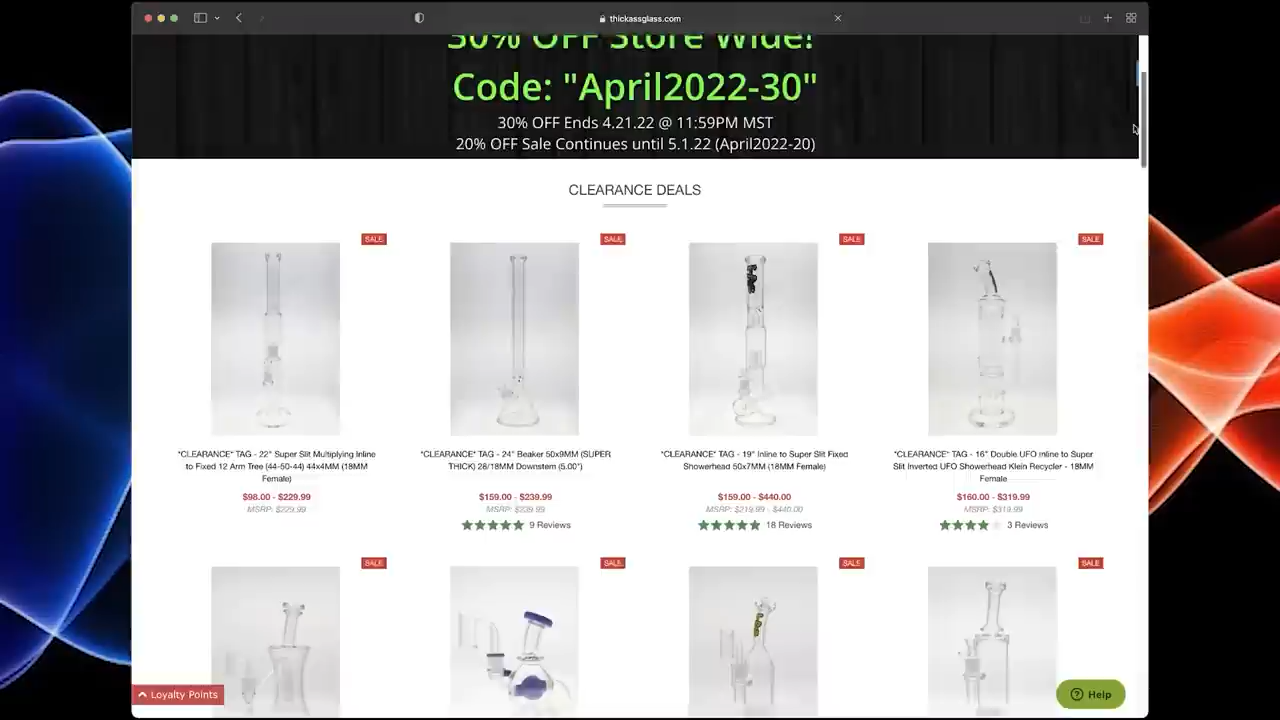 thickassglass.com
30% OFF Store Wide!
Code: "April2022-30"
30% OFF Ends 4.21.22 @ 11:59PM MST
20% OFF Sale Continues until 5.1.22 (April2022-20)
CLEARANCE DEALS
SALE SALE SALE SALE
*CLEARANCE* TAG - 22" Super Slit Multiplying Inline
to Fixed 12 Arm Tree (44-50-44) 44x4MM (18MM
Female)
$98.00 - $229.99
MSRP: $229.99
*CLEARANCE* TAG - 24" Beaker 50x9MM (SUPER
THICK) 28/18MM Downstem (5.00")
$159.00 - $239.99
MSRP: $239.99
9 Reviews
*CLEARANCE* TAG - 19" Inline to Super Slit Fixed
Showerhead 50x7MM (18MM Female)
$159.00 - $440.00
MSRP: $219.99 - $440.00
18 Reviews
*CLEARANCE* TAG - 16" Double UFO Inline to Super
Slit Inverted UFO Showerhead Klein Recycler - 18MM
Female
$160.00 - $319.99
MSRP: $319.99
3 Reviews
SALE SALE SALE SALE
Loyalty Points
Help